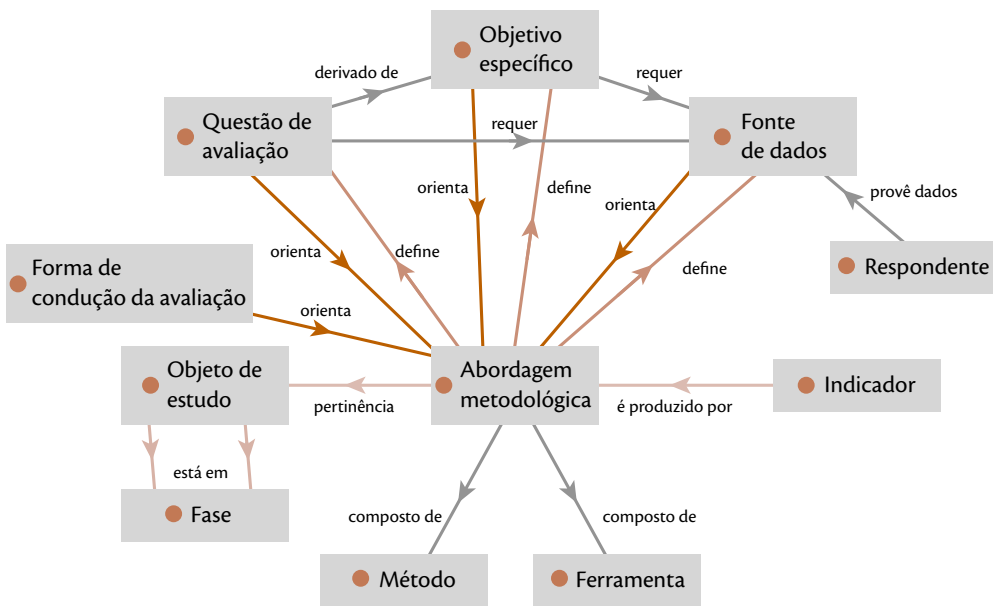 Objetivo
específico
derivado de
requer
Questão de
avaliação
requer
Fonte
de dados
orienta
define
orienta
provê dados
orienta
define
define
Respondente
Forma de
condução da avaliação
orienta
Objeto de
estudo
pertinência
Abordagem
metodológica
é produzido por
Indicador
está em
Fase
composto de
composto de
Método
Ferramenta